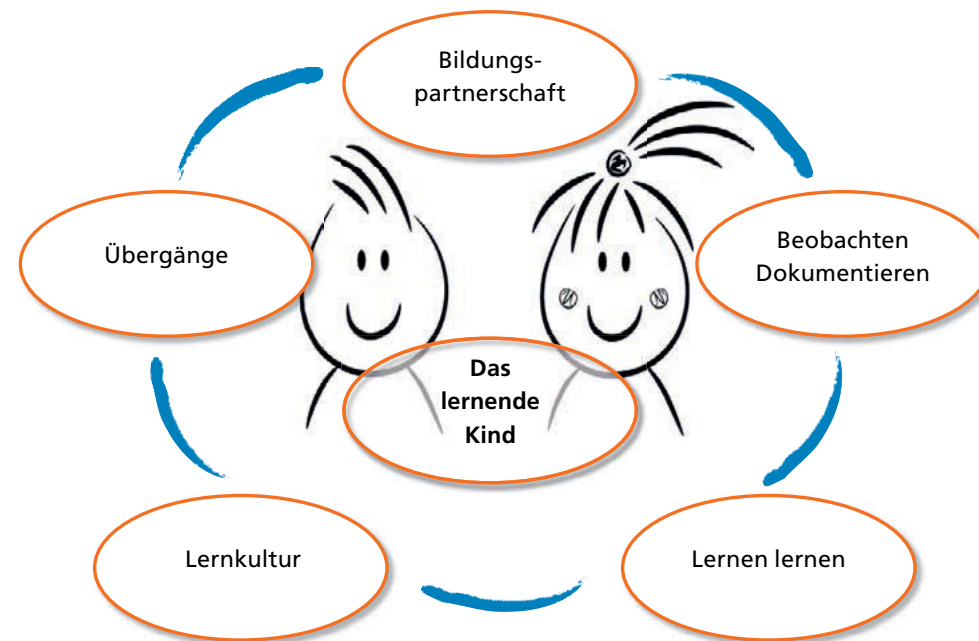 Bildungs-
partnerschaft
Übergänge
Beobachten
Dokumentieren
Das
lernende
Kind
Lernkultur
Lernen lernen